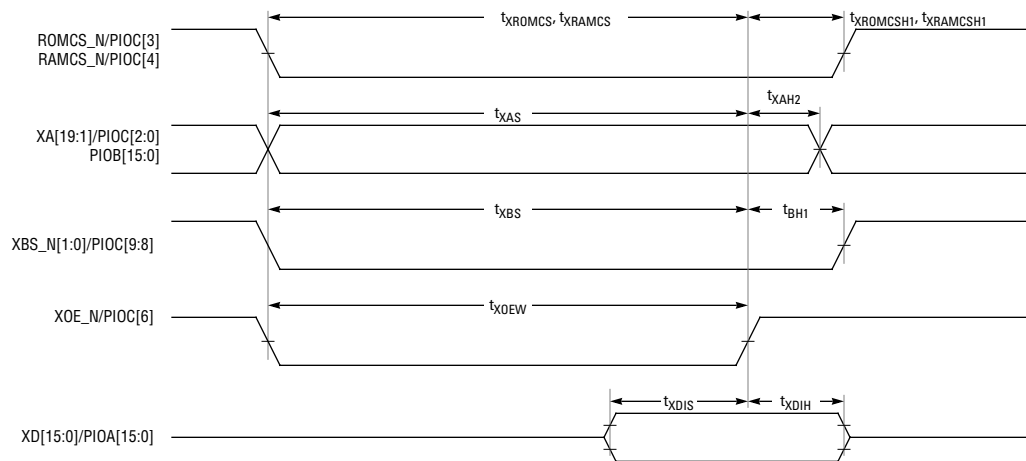 tXROMCS, tXRAMCS
tXROMCSH1, tXRAMCSH1
ROMCS_N/PIOC[3]
RAMCS_N/PIOC[4]
tXAH2
tXAS
XA[19:1]/PIOC[2:0]
PIOB[15:0]
tXBS
tBH1
XBS_N[1:0]/PIOC[9:8]
tXOEW
XOE_N/PIOC[6]
tXDIS
tXDIH
XD[15:0]/PIOA[15:0]